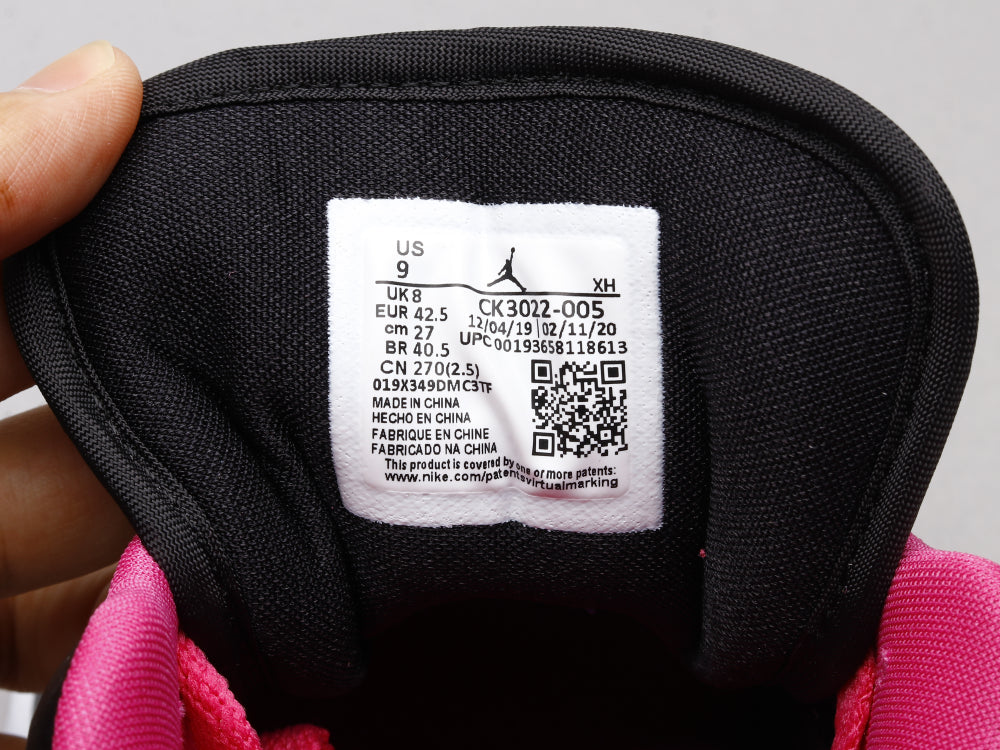 US
9
XH
UK 8
EUR 42.5
cm 27
BR 40.5
CN 270(2.5)
CK3022-005
12/04/19 02/11/20
UPC 00193658118613
019X349DMC3TF
MADE IN CHINA
HECHO EN CHINA
FABRIQUE EN CHINE
FABRICADO NA CHINA
This product is covered by one or more patents:
www.nike.com/patentsvirtualmarking